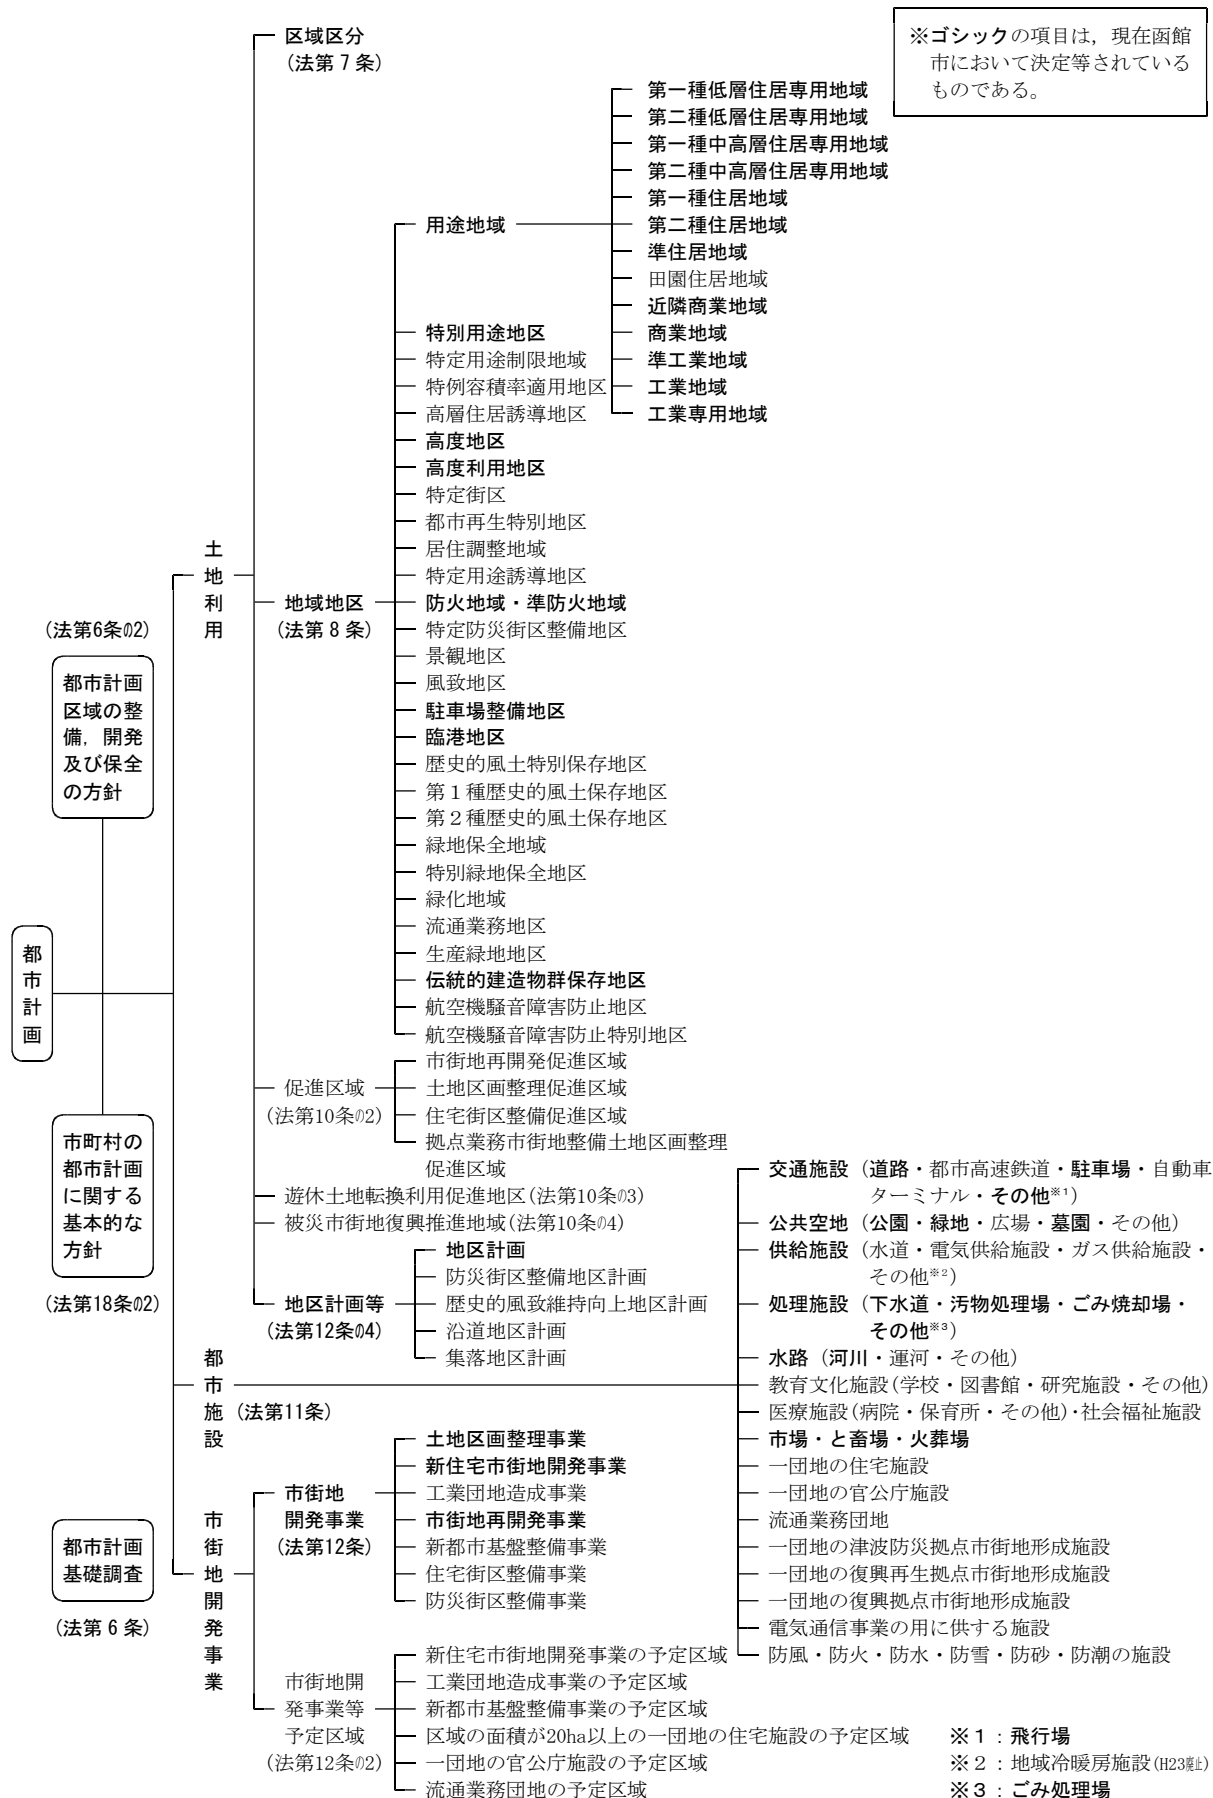 ※ゴシックの項目は，現在函館
市において決定等されている
ものである。
都市計画
(法第6条の2)
都市計画
区域の整
備，開発
及び保全
の方針
市町村の
都市計画
に関する
基本的な
方針
(法第18条の2)
都市計画
基礎調査
(法第６条)
土地利用
区域区分
(法第７条)
地域地区
(法第８条)
用途地域
第一種低層住居専用地域
第二種低層住居専用地域
第一種中高層住居専用地域
第二種中高層住居専用地域
第一種住居地域
第二種住居地域
準住居地域
田園住居地域
近隣商業地域
商業地域
準工業地域
工業地域
工業専用地域
特別用途地区
特定用途制限地域
特例容積率適用地区
高層住居誘導地区
高度地区
高度利用地区
特定街区
都市再生特別地区
居住調整地域
特定用途誘導地区
防火地域・準防火地域
特定防災街区整備地区
景観地区
風致地区
駐車場整備地区
臨港地区
歴史的風土特別保存地区
第１種歴史的風土保存地区
第２種歴史的風土保存地区
緑地保全地域
特別緑地保全地区
緑化地域
流通業務地区
生産緑地地区
伝統的建造物群保存地区
航空機騒音障害防止地区
航空機騒音障害防止特別地区
促進区域
(法第10条の2)
市街地再開発促進区域
土地区画整理促進区域
住宅街区整備促進区域
拠点業務市街地整備土地区画整理
促進区域
遊休土地転換利用促進地区(法第10条の3)
被災市街地復興推進地域(法第10条の4)
地区計画等
(法第12条の4)
地区計画
防災街区整備地区計画
歴史的風致維持向上地区計画
沿道地区計画
集落地区計画
都市施設
(法第11条)
交通施設（道路・都市高速鉄道・駐車場・自動車
ターミナル・その他※1）
公共空地（公園・緑地・広場・墓園・その他）
供給施設（水道・電気供給施設・ガス供給施設・
その他※2）
処理施設（下水道・汚物処理場・ごみ焼却場・
その他※3）
水路（河川・運河・その他）
教育文化施設(学校・図書館・研究施設・その他)
医療施設(病院・保育所・その他)・社会福祉施設
市場・と畜場・火葬場
一団地の住宅施設
一団地の官公庁施設
流通業務団地
一団地の津波防災拠点市街地形成施設
一団地の復興再生拠点市街地形成施設
一団地の復興拠点市街地形成施設
電気通信事業の用に供する施設
防風・防火・防水・防雪・防砂・防潮の施設
市街地開発事業
市街地
開発事業
(法第12条)
土地区画整理事業
新住宅市街地開発事業
工業団地造成事業
市街地再開発事業
新都市基盤整備事業
住宅街区整備事業
防災街区整備事業
市街地開
発事業等
予定区域
(法第12条の2)
新住宅市街地開発事業の予定区域
工業団地造成事業の予定区域
新都市基盤整備事業の予定区域
区域の面積が20ha以上の一団地の住宅施設の予定区域
一団地の官公庁施設の予定区域
流通業務団地の予定区域
※１：飛行場
※２：地域冷暖房施設(H23廃止)
※３：ごみ処理場